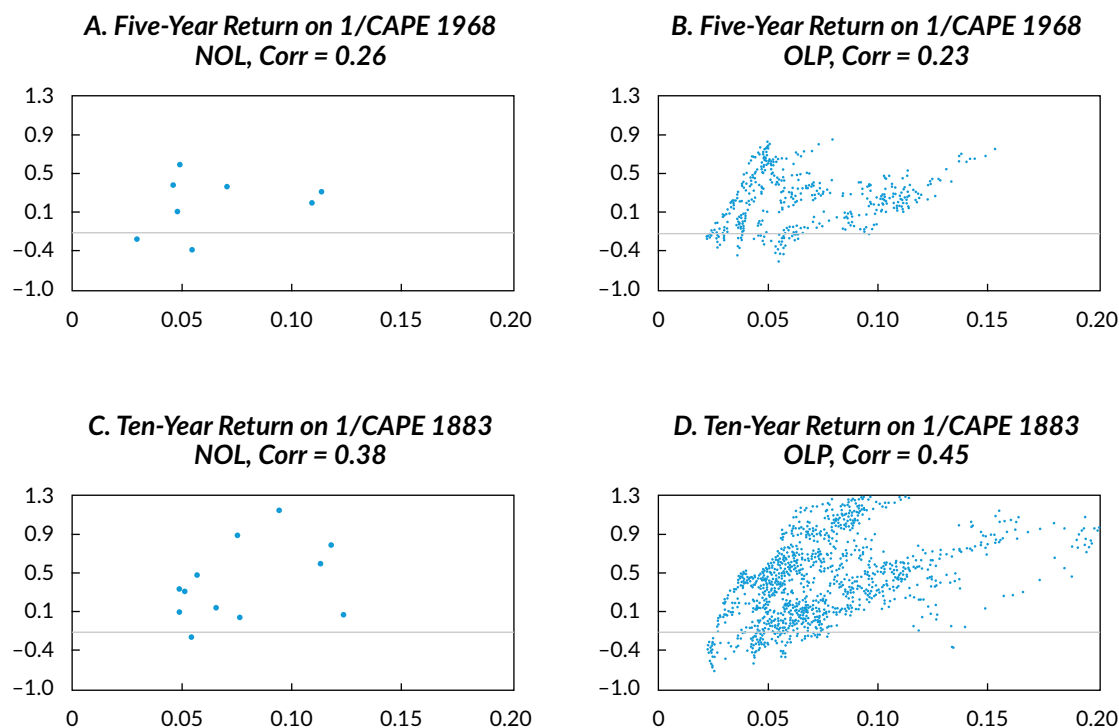 A. Five-Year Return on 1/CAPE 1968
NOL, Corr = 0.26
1.3
0.9
0.5
0.1
–0.4
–1.0
0 0.05 0.10 0.15 0.20
B. Five-Year Return on 1/CAPE 1968
OLP, Corr = 0.23
1.3
0.9
0.5
0.1
–0.4
–1.0
0 0.05 0.10 0.15 0.20
C. Ten-Year Return on 1/CAPE 1883
NOL, Corr = 0.38
1.3
0.9
0.5
0.1
–0.4
–1.0
0 0.05 0.10 0.15 0.20
D. Ten-Year Return on 1/CAPE 1883
OLP, Corr = 0.45
1.3
0.9
0.5
0.1
–0.4
–1.0
0 0.05 0.10 0.15 0.20